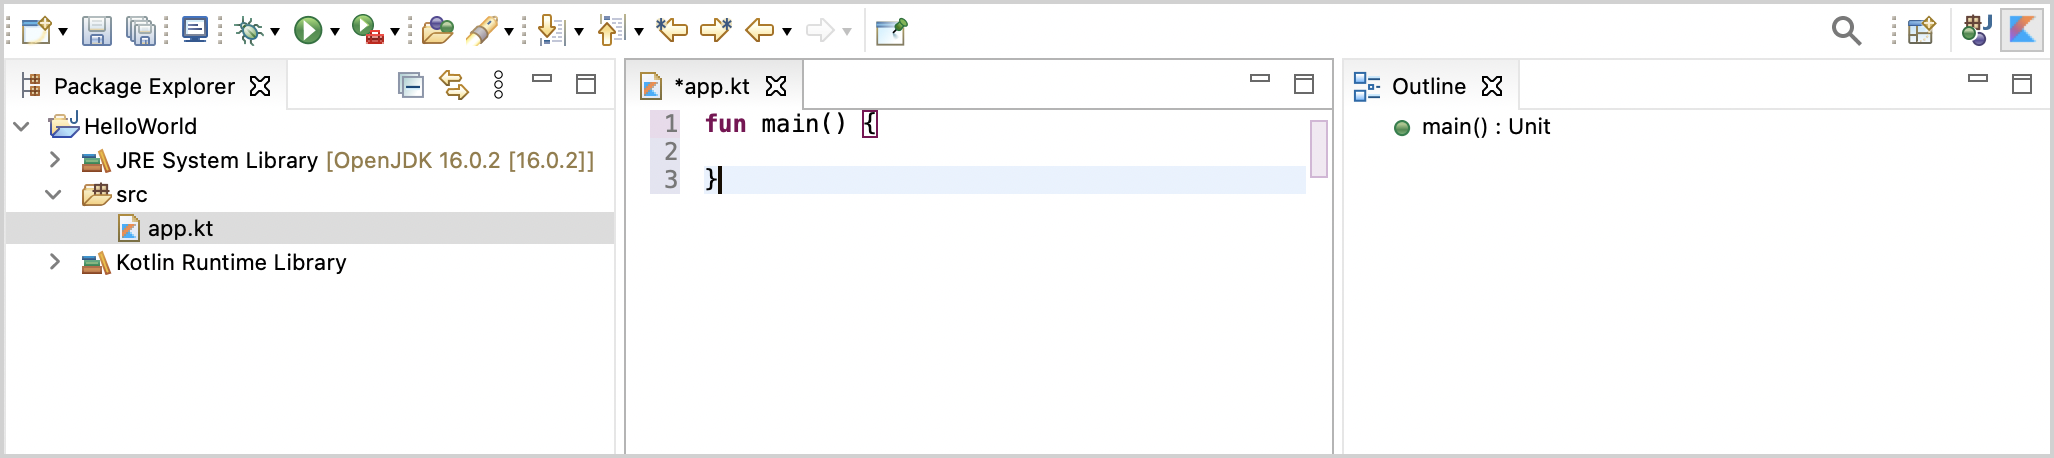 Package Explorer
HelloWorld
JRE System Library [OpenJDK 16.0.2 [16.0.2]]
src
app.kt
Kotlin Runtime Library
*app.kt
1 fun main() {
2
3 }
Outline
main() : Unit